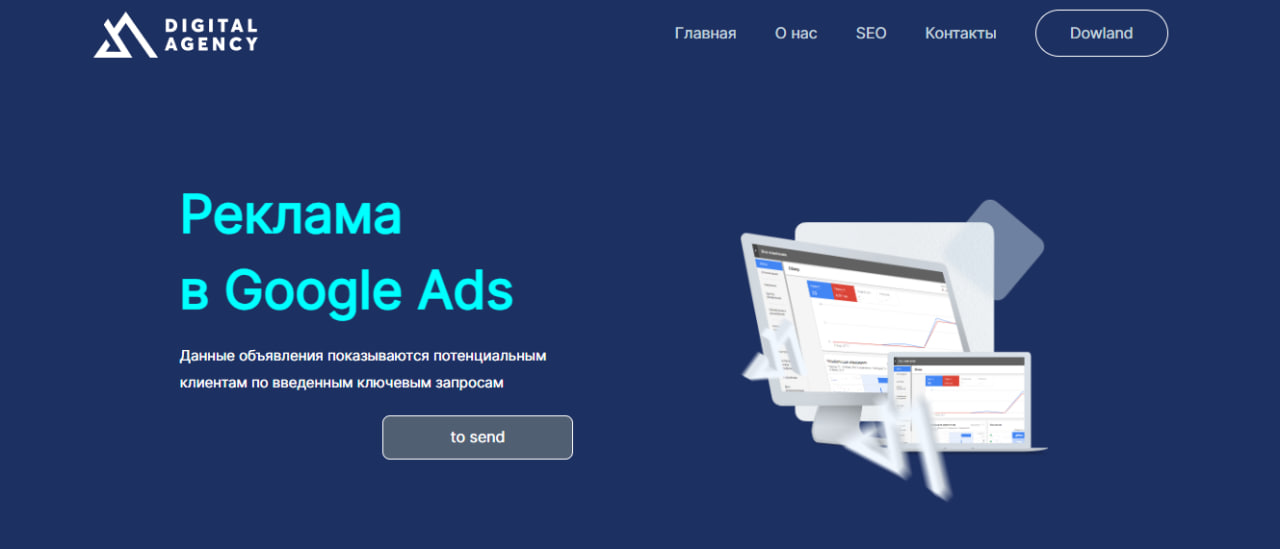 DIGITAL
AGENCY
Главная
О нас
SEO
Контакты
Dowland
Реклама
в Google Ads
Данные объявления показываются потенциальным
клиентам по введенным ключевым запросам
to send